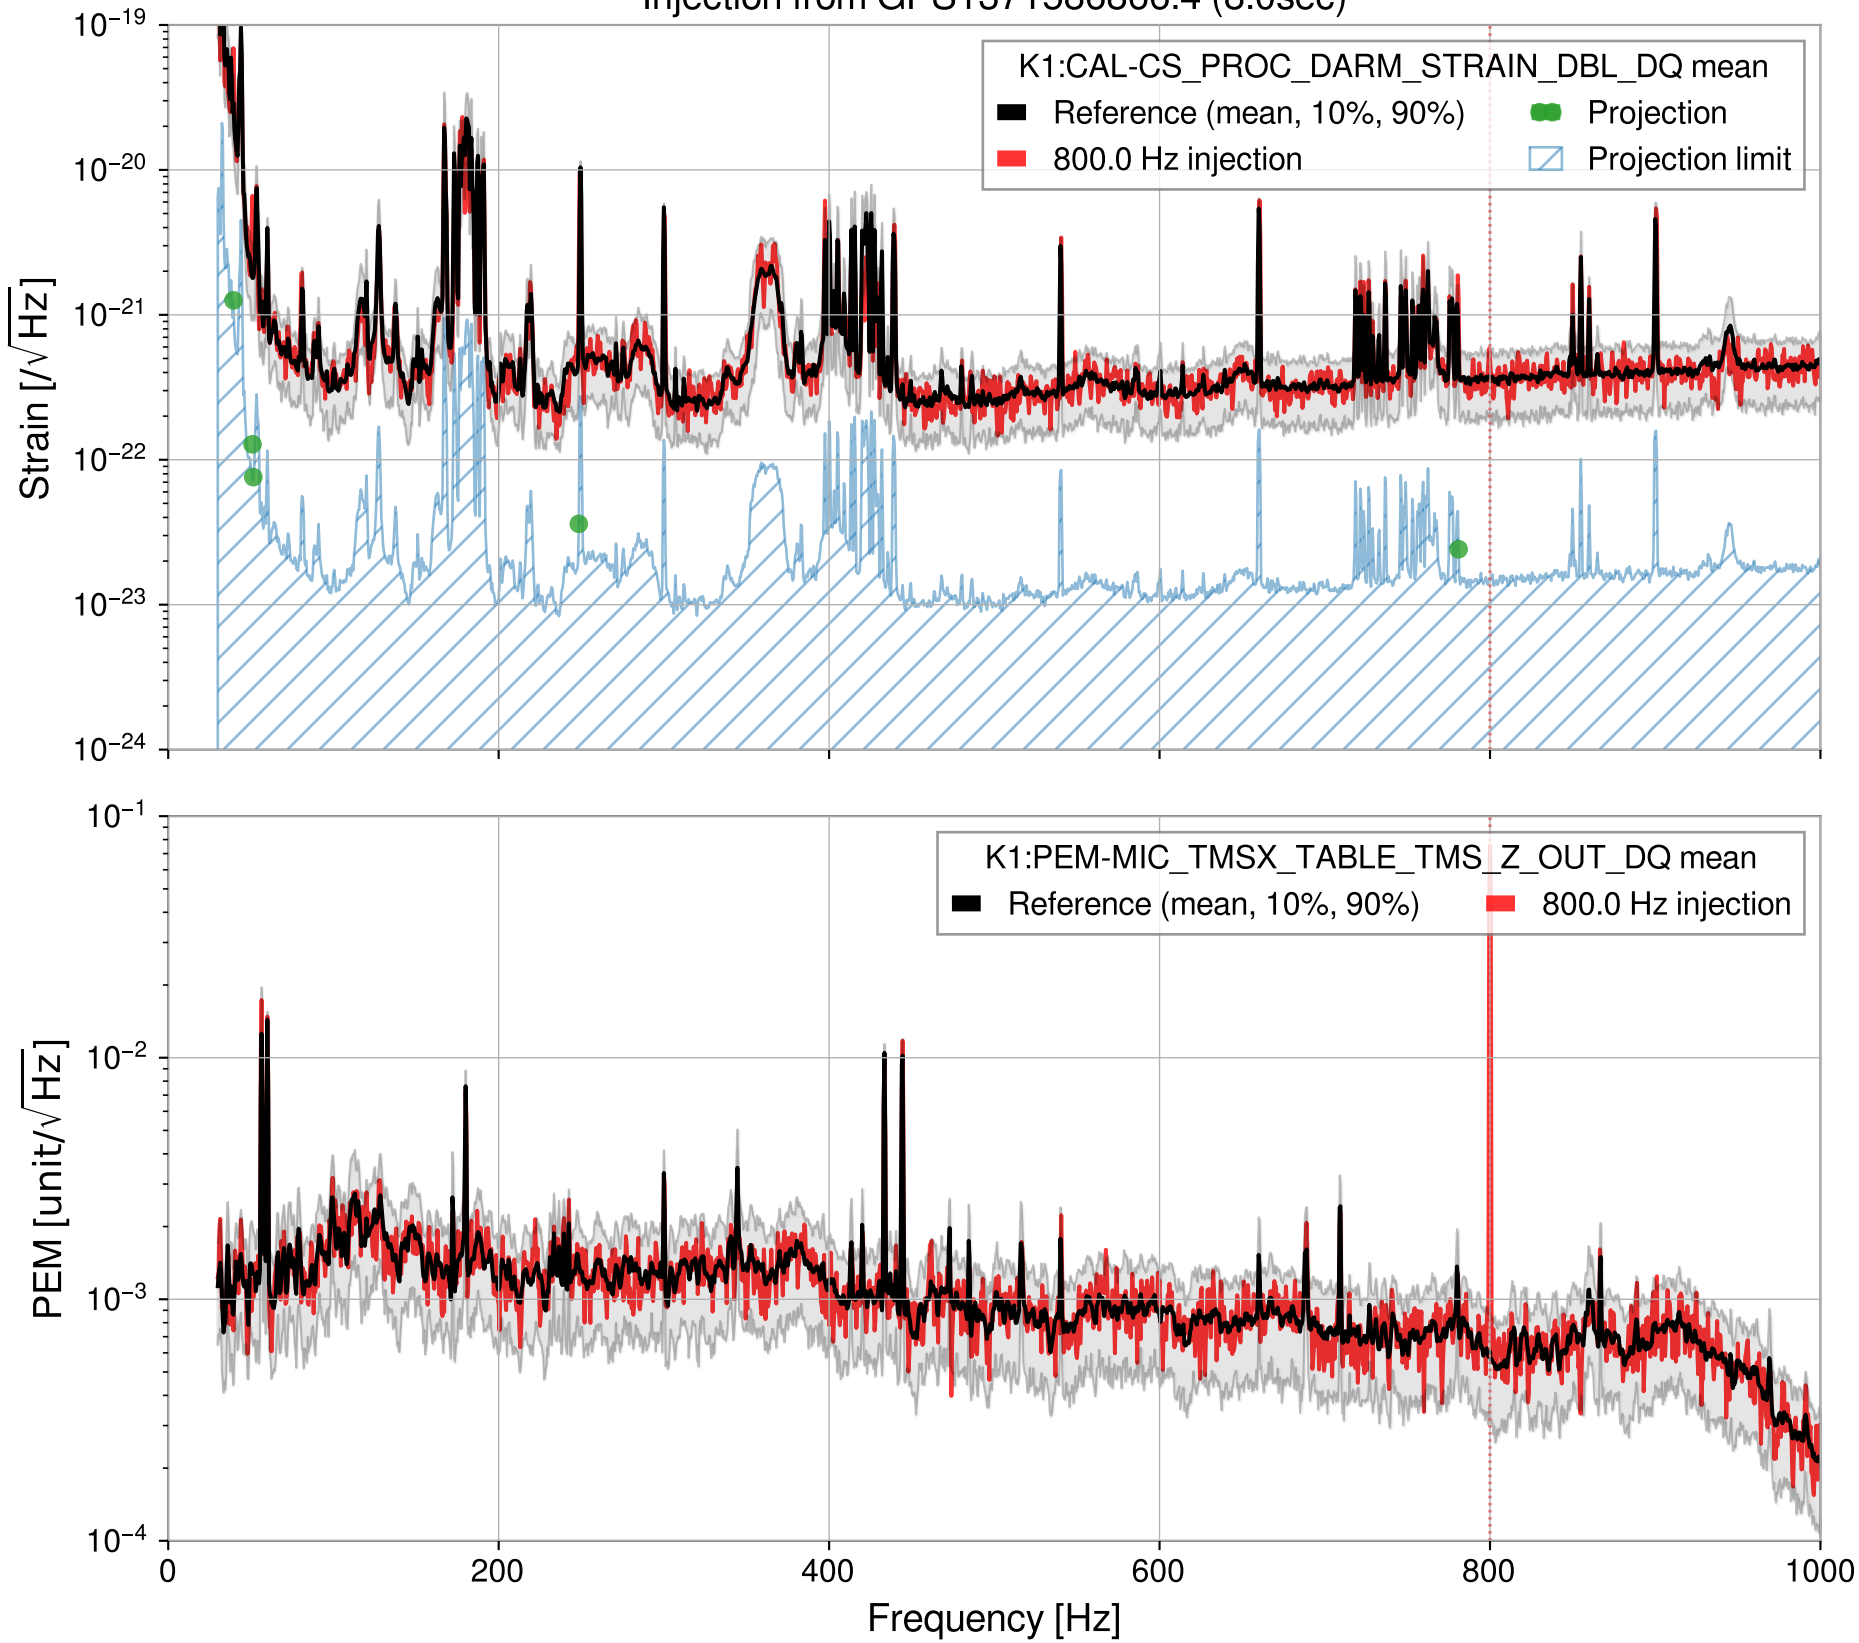 10⁻¹⁹
K1:CAL-CS_PROC_DARM_STRAIN_DBL_DQ mean
Reference (mean, 10%, 90%)
Projection
800.0 Hz injection
Projection limit
10⁻²⁰
10⁻²¹
10⁻²²
10⁻²³
10⁻²⁴
Strain [/√Hz]
10⁻¹
K1:PEM-MIC_TMSX_TABLE_TMS_Z_OUT_DQ mean
Reference (mean, 10%, 90%)
800.0 Hz injection
10⁻²
10⁻³
10⁻⁴
PEM [unit/√Hz]
0 200 400 600 800 1000
Frequency [Hz]